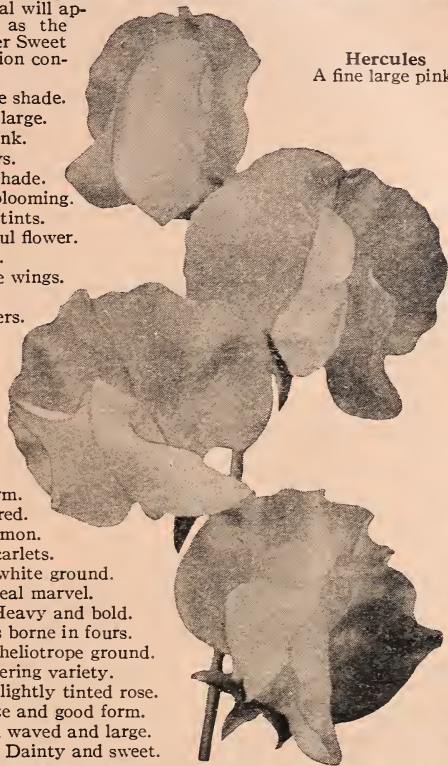 al will ap-
as the
er Sweet
ion con-
e shade.
large.
nk.
rs.
hade.
blooming.
tints.
ul flower.
.
e wings.
ers.
rm.
red.
mon.
carlets.
white ground.
eal marvel.
Heavy and bold.
s borne in fours.
heliotrope ground.
ering variety.
lightly tinted rose.
ze and good form.
waved and large.
Dainty and sweet.
Hercules
A fine large pink